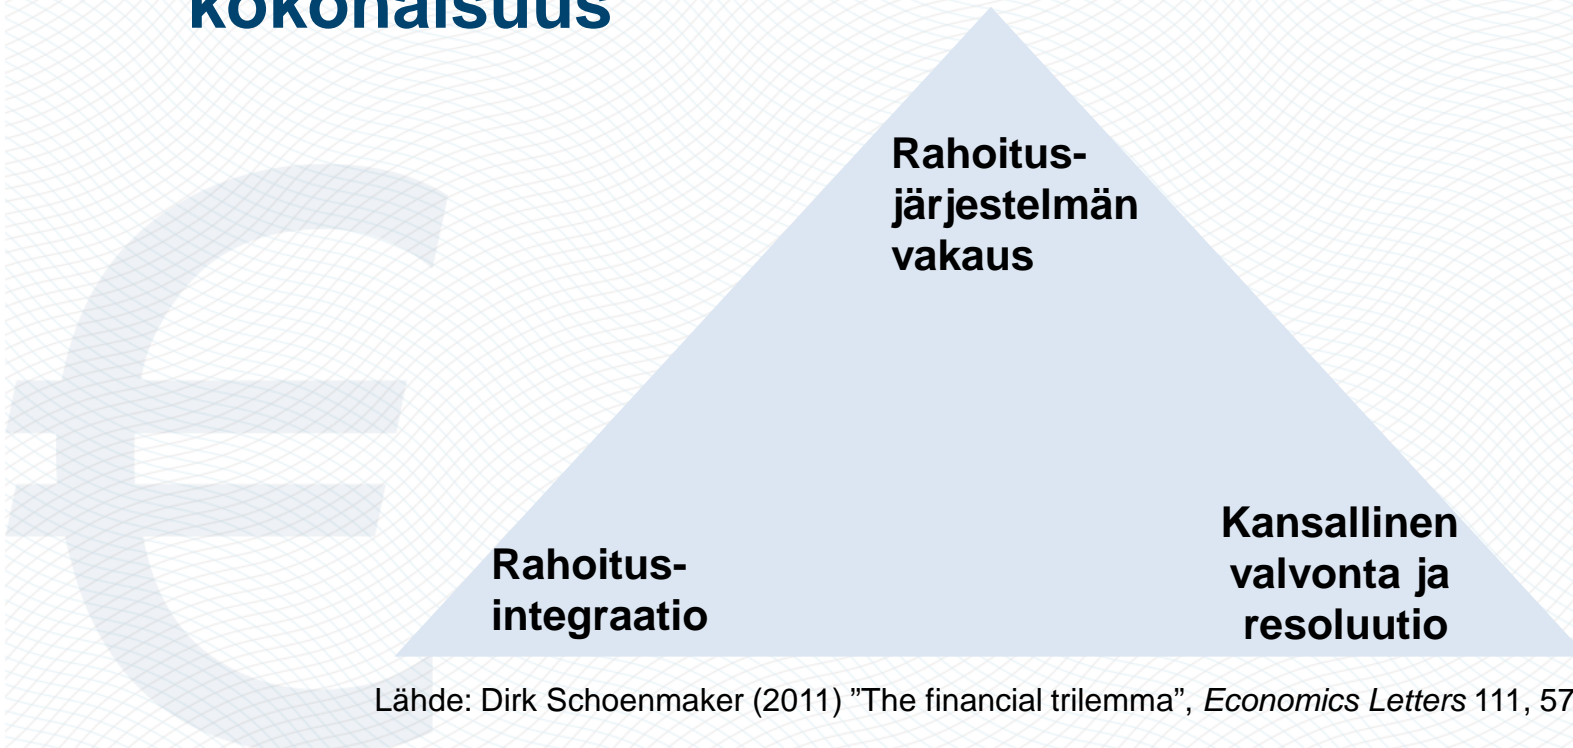 kokonaisuus
Rahoitus-
järjestelmän
vakaus
Rahoitus-
integraatio
Kansallinen
valvonta ja
resoluutio
Lähde: Dirk Schoenmaker (2011) ”The financial trilemma”, Economics Letters 111, 57